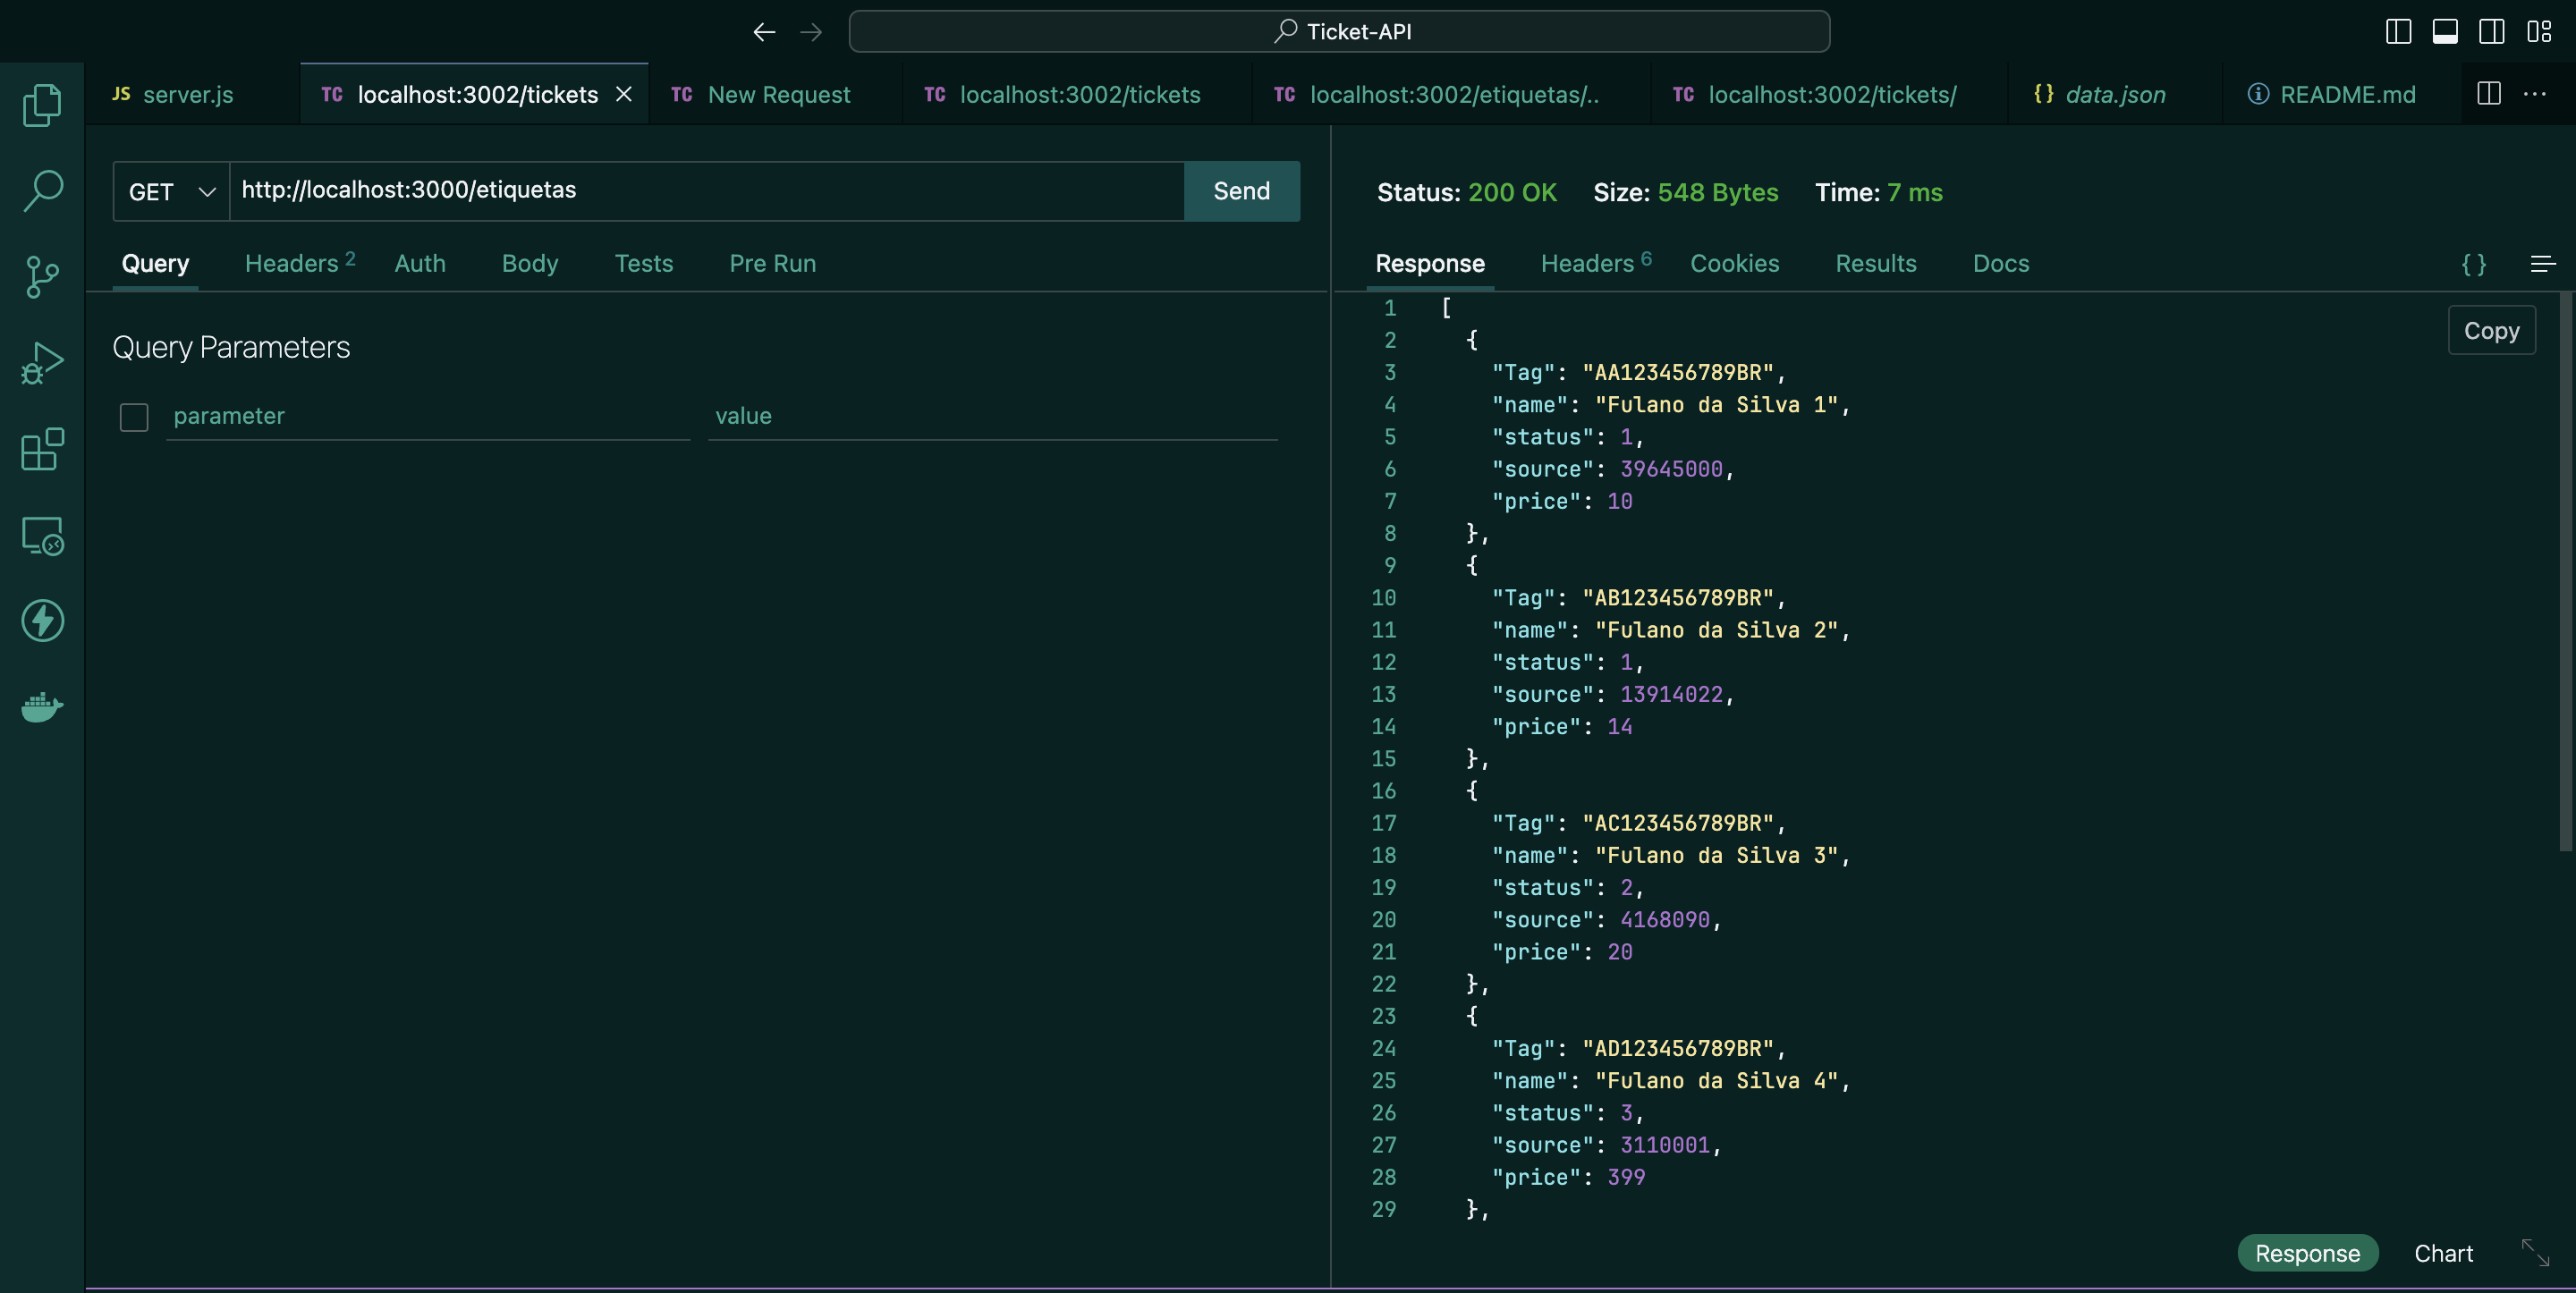 Ticket-API
JS server.js
TC localhost:3002/tickets
TC New Request
TC localhost:3002/tickets
TC localhost:3002/etiquetas/..
TC localhost:3002/tickets/
{} data.json
README.md
GET http://localhost:3000/etiquetas Send
Query Headers 2 Auth Body Tests Pre Run
Query Parameters
parameter value
Status: 200 OK Size: 548 Bytes Time: 7 ms
Response Headers 6 Cookies Results Docs {}
Copy
1 [
2 {
3 "Tag": "AA123456789BR",
4 "name": "Fulano da Silva 1",
5 "status": 1,
6 "source": 39645000,
7 "price": 10
8 },
9 {
10 "Tag": "AB123456789BR",
11 "name": "Fulano da Silva 2",
12 "status": 1,
13 "source": 13914022,
14 "price": 14
15 },
16 {
17 "Tag": "AC123456789BR",
18 "name": "Fulano da Silva 3",
19 "status": 2,
20 "source": 4168090,
21 "price": 20
22 },
23 {
24 "Tag": "AD123456789BR",
25 "name": "Fulano da Silva 4",
26 "status": 3,
27 "source": 3110001,
28 "price": 399
29 },
Response Chart